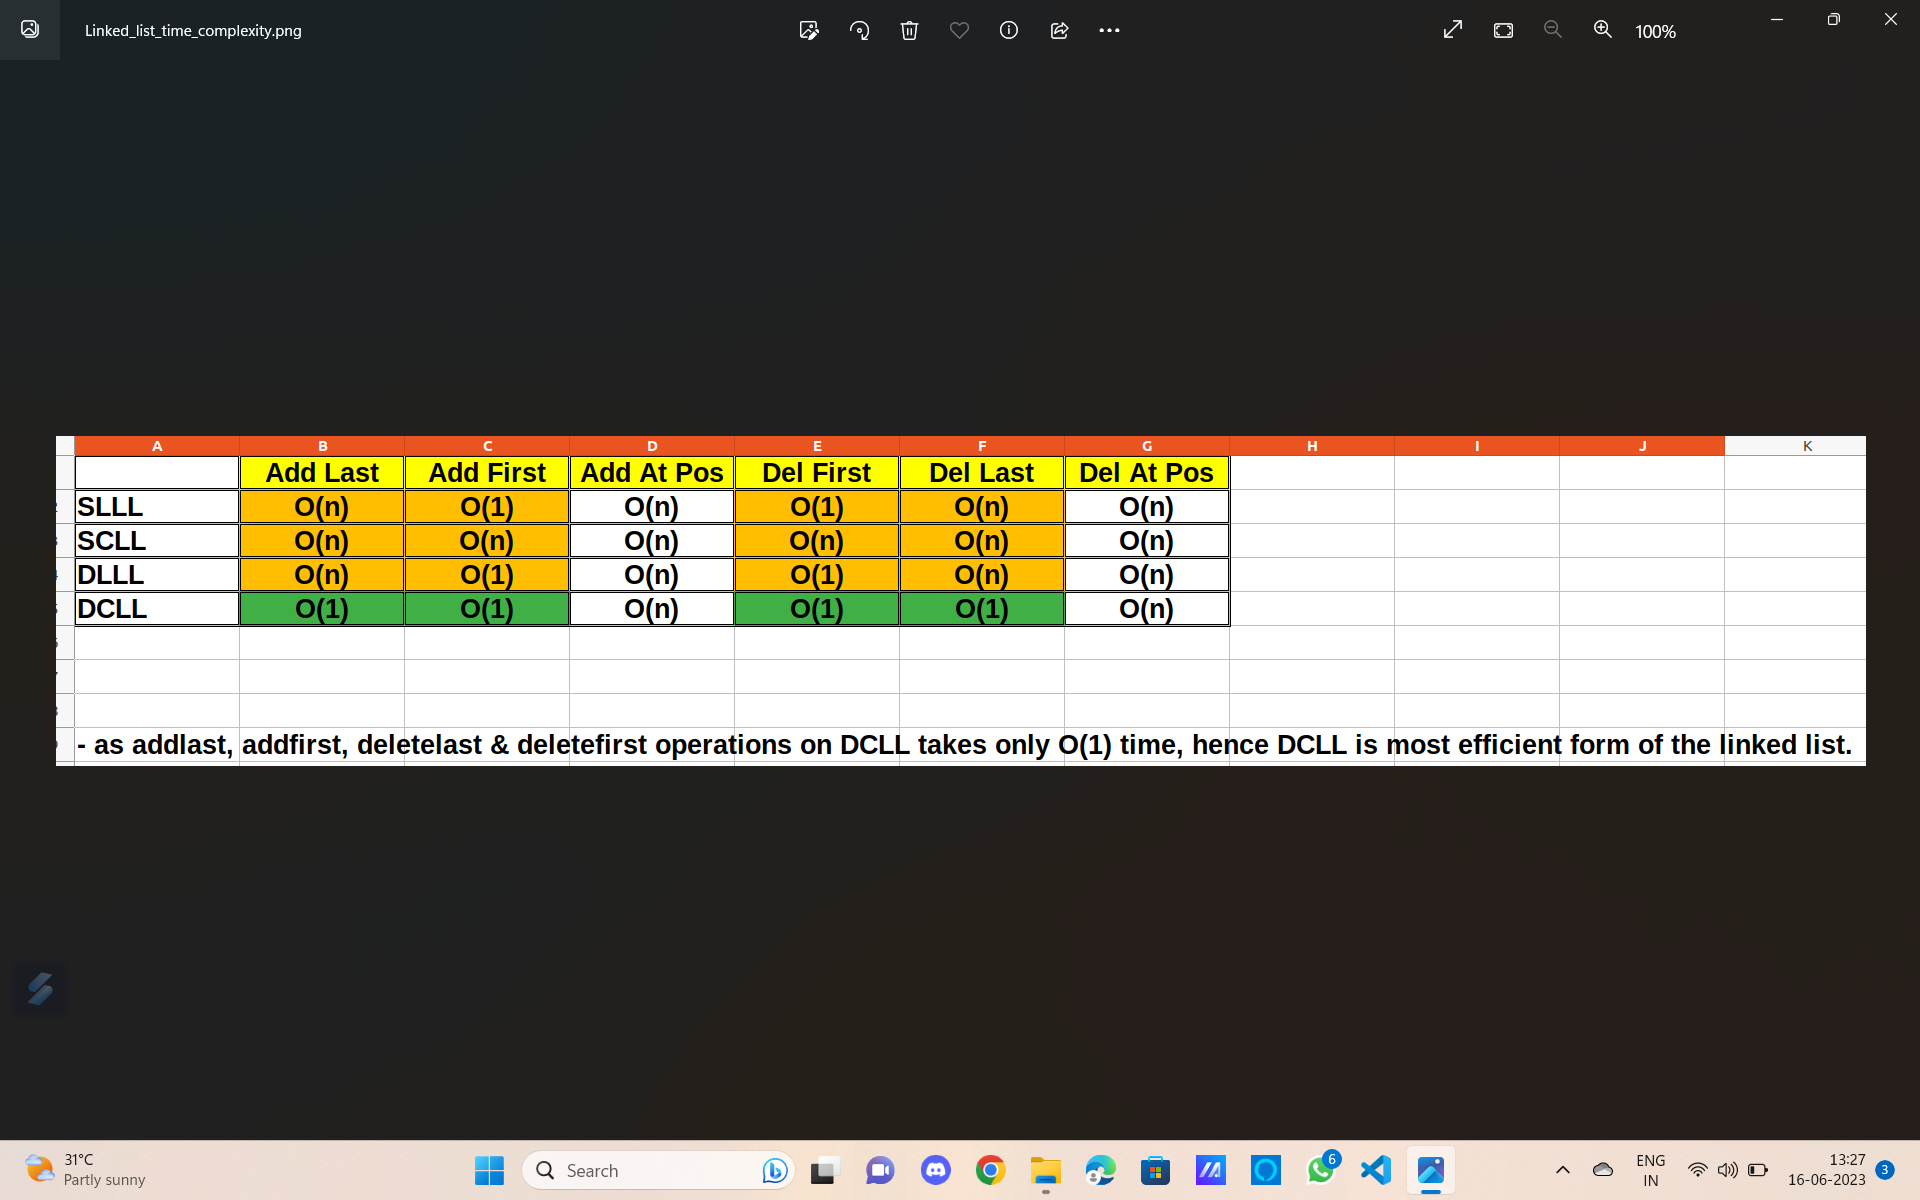 Linked_list_time_complexity.png
100%
A B C D E F G H I J K
Add Last Add First Add At Pos Del First Del Last Del At Pos
SLLL O(n) O(1) O(n) O(1) O(n) O(n)
SCLL O(n) O(n) O(n) O(n) O(n) O(n)
DLLL O(n) O(1) O(n) O(1) O(n) O(n)
DCLL O(1) O(1) O(n) O(1) O(1) O(n)
- as addlast, addfirst, deletelast & deletefirst operations on DCLL takes only O(1) time, hence DCLL is most efficient form of the linked list.
31°C
Partly sunny
Search
6
ENG
IN
13:27
16-06-2023
3